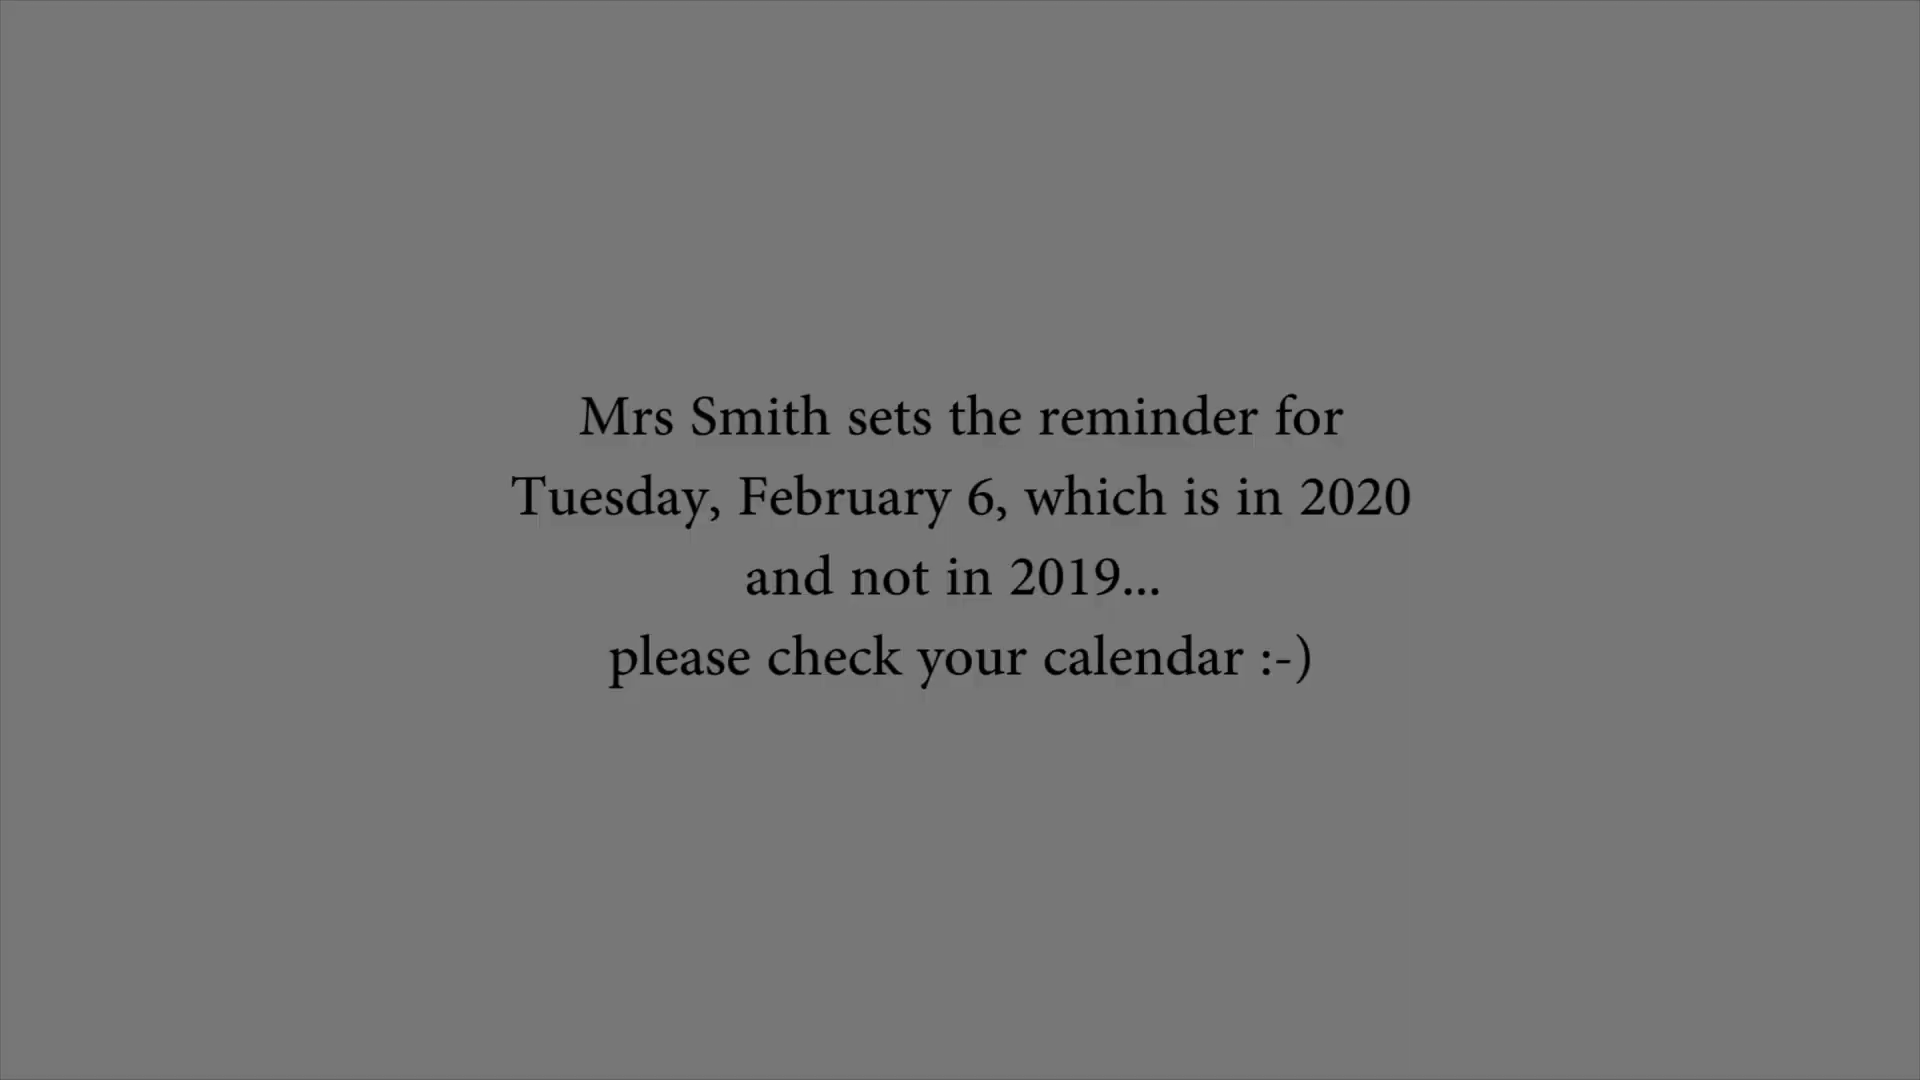 Mrs Smith sets the reminder for
Tuesday, February 6, which is in 2020
and not in 2019...
please check your calendar :-)